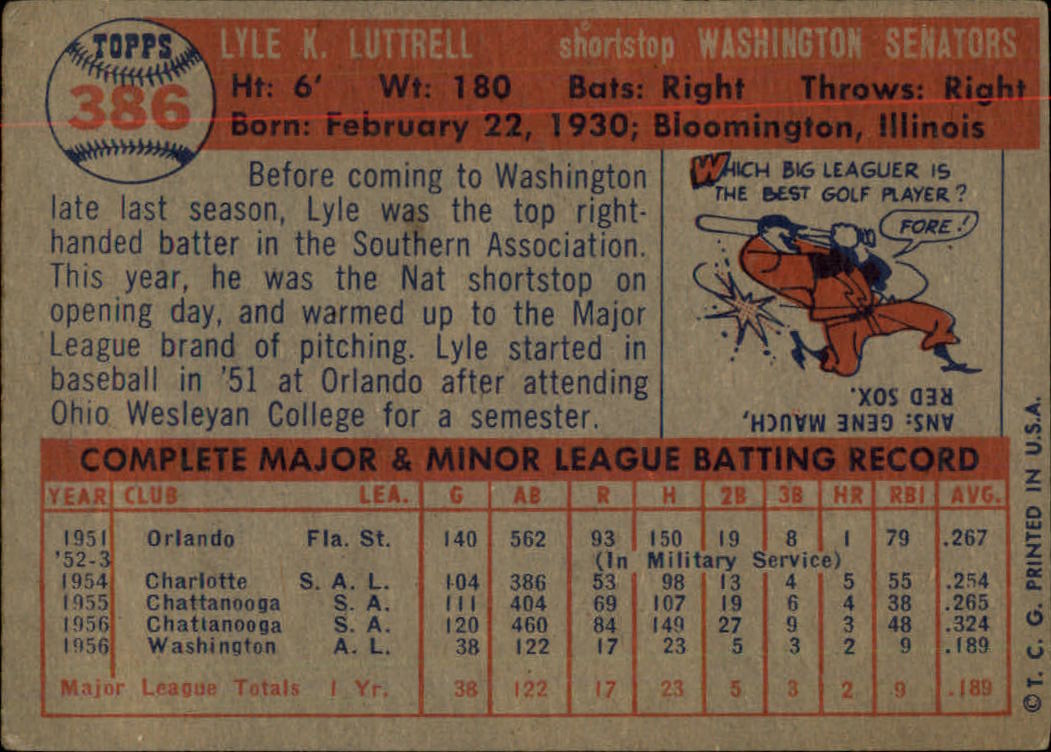 TOPPS
386
LYLE K. LUTTRELL shortstop WASHINGTON SENATORS
Ht: 6' Wt: 180 Bats: Right Throws: Right
Born: February 22, 1930; Bloomington, Illinois
Before coming to Washington
late last season, Lyle was the top right-
handed batter in the Southern Association.
This year, he was the Nat shortstop on
opening day, and warmed up to the Major
League brand of pitching. Lyle started in
baseball in '51 at Orlando after attending
Ohio Wesleyan College for a semester.
WHICH BIG LEAGUER IS
THE BEST GOLF PLAYER?
FORE!
ANS: GENE MAUCH,
RED SOX.
COMPLETE MAJOR & MINOR LEAGUE BATTING RECORD
YEAR CLUB LEA. G AB R H 2B 3B HR RBI AVG.
1951 Orlando Fla. St. 140 562 93 150 19 8 1 79 .267
'52-3 (In Military Service)
1954 Charlotte S. A. L. 104 386 53 98 13 4 5 55 .254
1955 Chattanooga S. A. 111 404 69 107 19 6 4 38 .265
1956 Chattanooga S. A. 120 460 84 149 27 9 3 48 .324
1956 Washington A. L. 38 122 17 23 5 3 2 9 .189
Major League Totals 1 Yr. 38 122 17 23 5 3 2 9 .189
© T. C. G. PRINTED IN U.S.A.